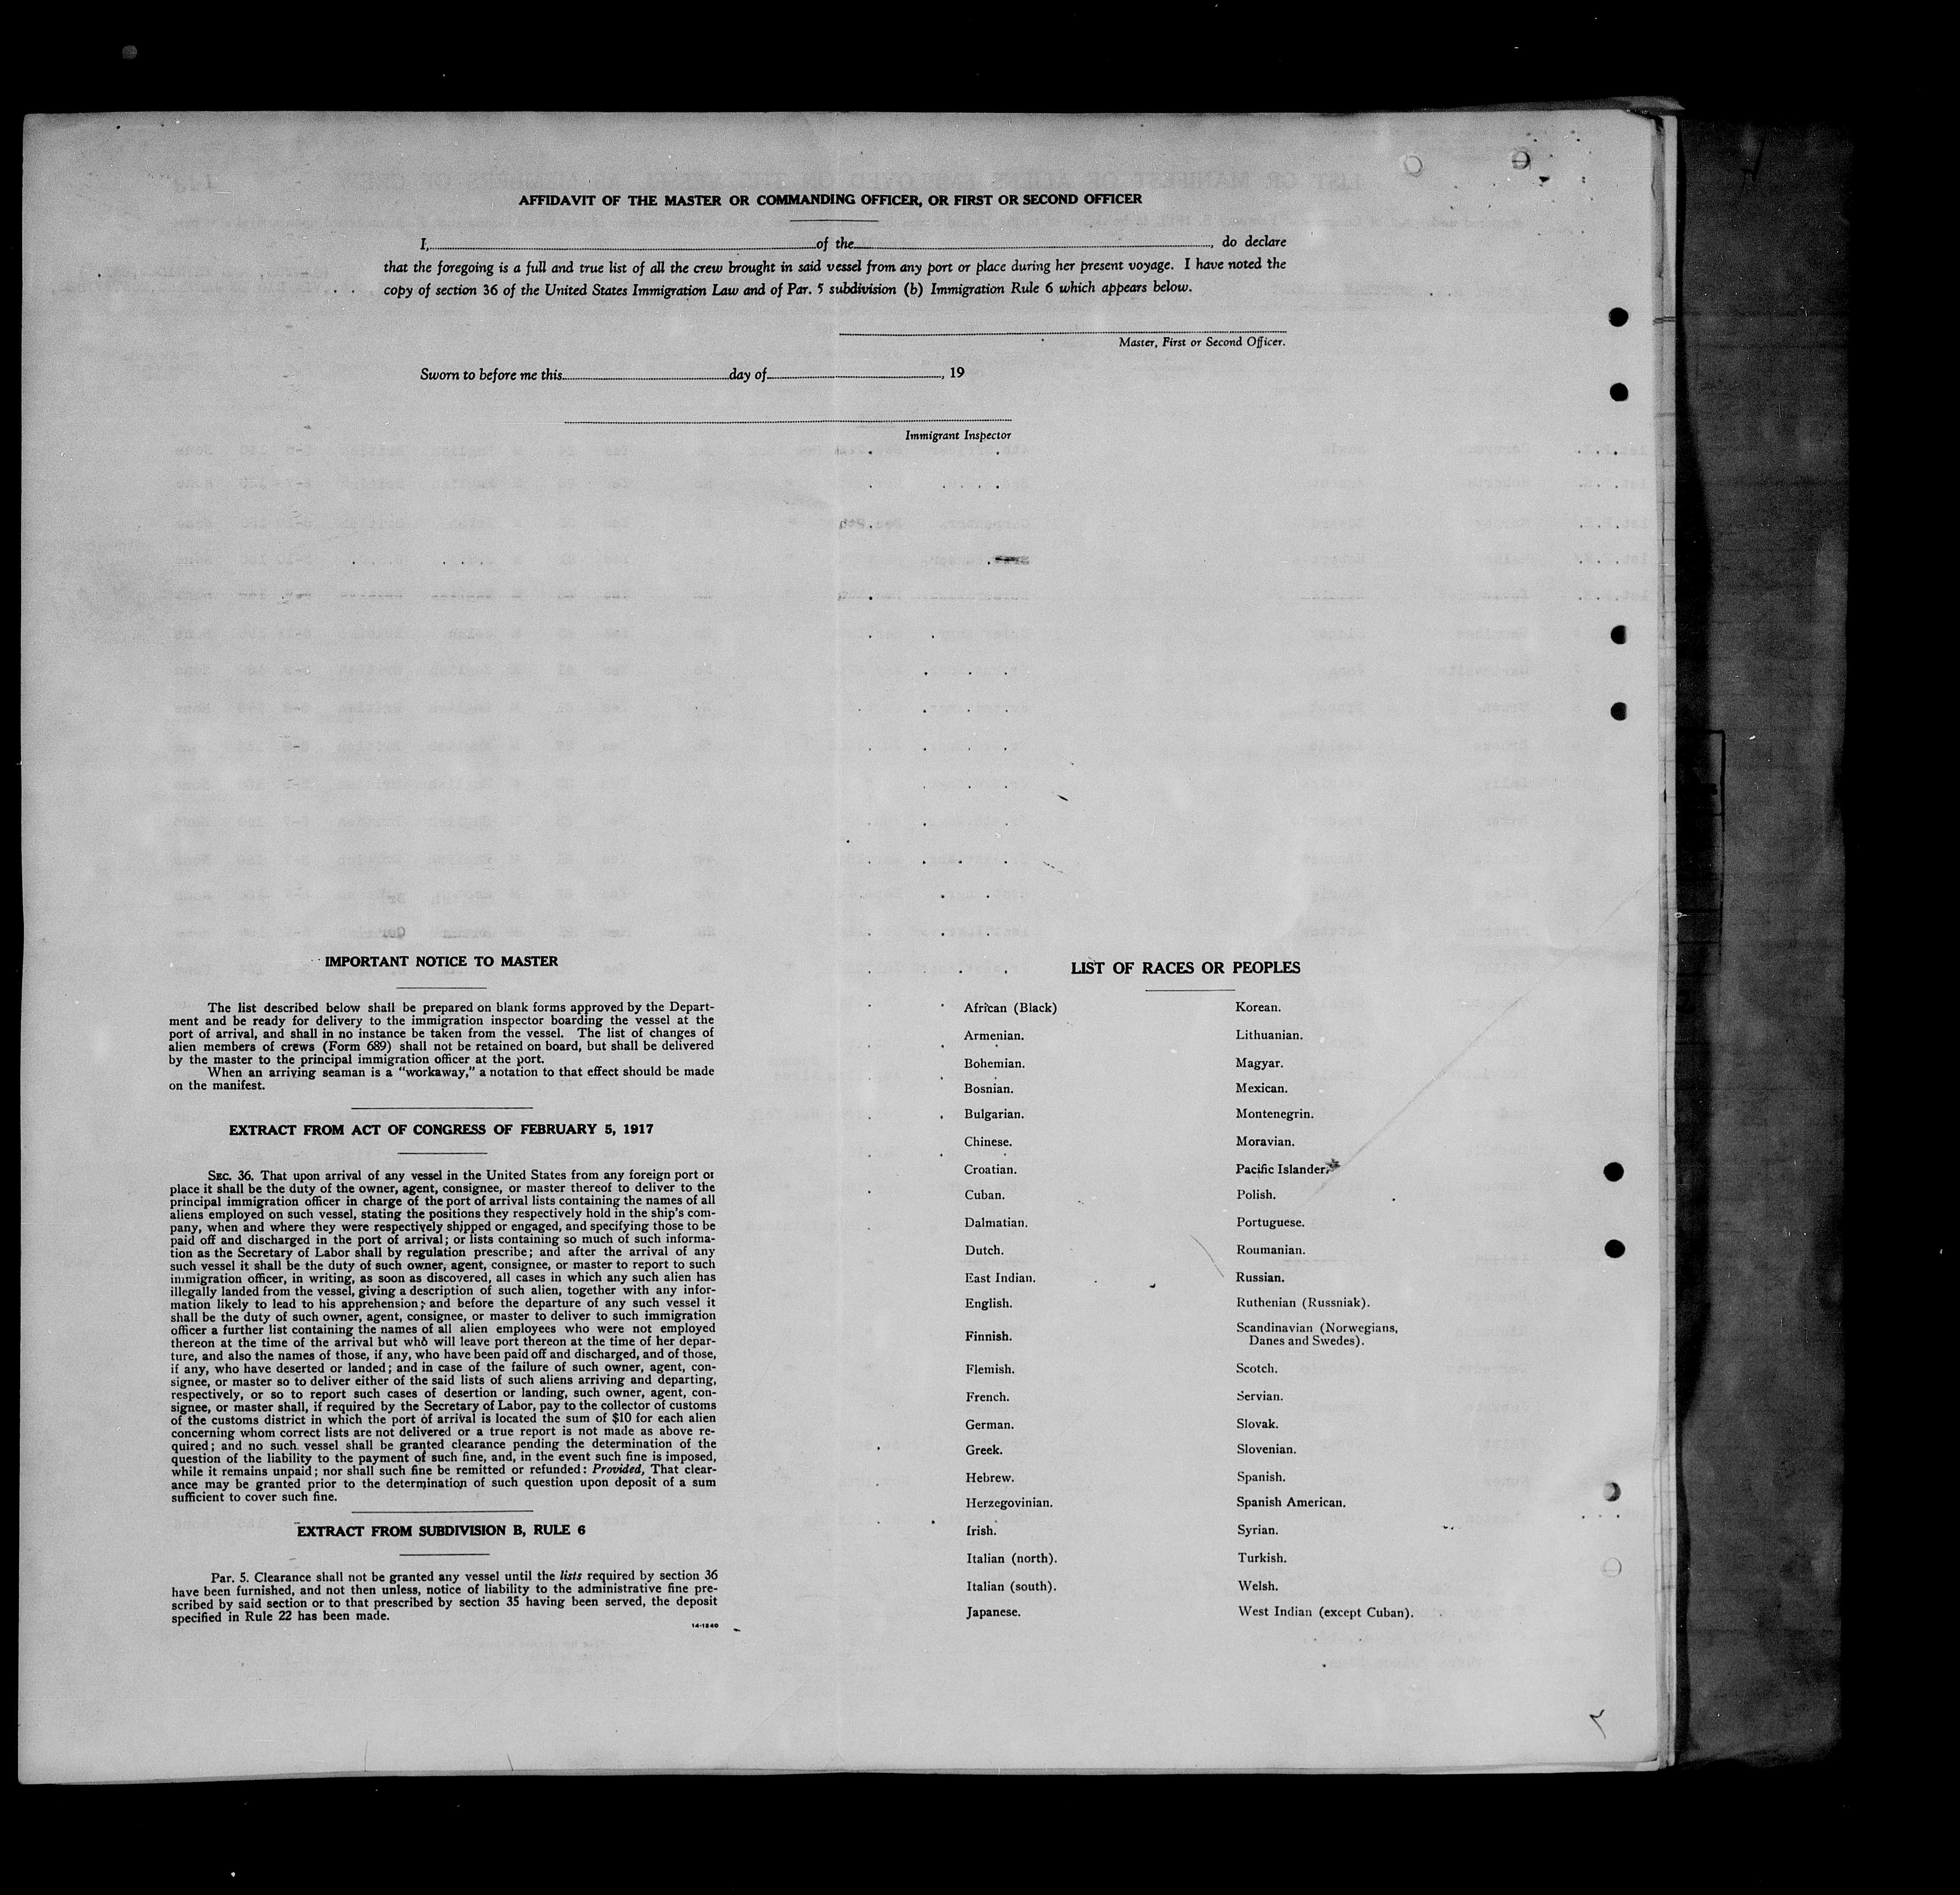 AFFIDAVIT OF THE MASTER OR COMMANDING OFFICER, OR FIRST OR SECOND OFFICER
I, of the , do declare
that the foregoing is a full and true list of all the crew brought in said vessel from any port or place during her present voyage. I have noted the
copy of section 36 of the United States Immigration Law and of Par. 5 subdivision (b) Immigration Rule 6 which appears below.
Master, First or Second Officer.
Sworn to before me this day of , 19
Immigrant Inspector
IMPORTANT NOTICE TO MASTER
The list described below shall be prepared on blank forms approved by the Depart-
ment and be ready for delivery to the immigration inspector boarding the vessel at the
port of arrival, and shall in no instance be taken from the vessel. The list of changes of
alien members of crews (Form 689) shall not be retained on board, but shall be delivered
by the master to the principal immigration officer at the port.
When an arriving seaman is a "workaway," a notation to that effect should be made
on the manifest.
EXTRACT FROM ACT OF CONGRESS OF FEBRUARY 5, 1917
SEC. 36. That upon arrival of any vessel in the United States from any foreign port or
place it shall be the duty of the owner, agent, consignee, or master thereof to deliver to the
principal immigration officer in charge of the port of arrival lists containing the names of all
aliens employed on such vessel, stating the positions they respectively hold in the ship's com-
pany, when and where they were respectively shipped or engaged, and specifying those to be
paid off and discharged in the port of arrival; or lists containing so much of such informa-
tion as the Secretary of Labor shall by regulation prescribe; and after the arrival of any
such vessel it shall be the duty of such owner, agent, consignee, or master to report to such
immigration officer, in writing, as soon as discovered, all cases in which any such alien has
illegally landed from the vessel, giving a description of such alien, together with any infor-
mation likely to lead to his apprehension; and before the departure of any such vessel it
shall be the duty of such owner, agent, consignee, or master to deliver to such immigration
officer a further list containing the names of all alien employees who were not employed
thereon at the time of the arrival but who will leave port thereon at the time of her depar-
ture, and also the names of those, if any, who have been paid off and discharged, and of those,
if any, who have deserted or landed; and in case of the failure of such owner, agent, con-
signee, or master so to deliver either of the said lists of such aliens arriving and departing,
respectively, or so to report such cases of desertion or landing, such owner, agent, con-
signee, or master shall, if required by the Secretary of Labor, pay to the collector of customs
of the customs district in which the port of arrival is located the sum of $10 for each alien
concerning whom correct lists are not delivered or a true report is not made as above re-
quired; and no such vessel shall be granted clearance pending the determination of the
question of the liability to the payment of such fine, and, in the event such fine is imposed,
while it remains unpaid; nor shall such fine be remitted or refunded: Provided, That clear-
ance may be granted prior to the determination of such question upon deposit of a sum
sufficient to cover such fine.
EXTRACT FROM SUBDIVISION B, RULE 6
Par. 5. Clearance shall not be granted any vessel until the lists required by section 36
have been furnished, and not then unless, notice of liability to the administrative fine pre-
scribed by said section or to that prescribed by section 35 having been served, the deposit
specified in Rule 22 has been made.
14-1240
LIST OF RACES OR PEOPLES
African (Black)
Armenian.
Bohemian.
Bosnian.
Bulgarian.
Chinese.
Croatian.
Cuban.
Dalmatian.
Dutch.
East Indian.
English.
Finnish.
Flemish.
French.
German.
Greek.
Hebrew.
Herzegovinian.
Irish.
Italian (north).
Italian (south).
Japanese.
Korean.
Lithuanian.
Magyar.
Mexican.
Montenegrin.
Moravian.
Pacific Islander.
Polish.
Portuguese.
Roumanian.
Russian.
Ruthenian (Russniak).
Scandinavian (Norwegians,
Danes and Swedes).
Scotch.
Servian.
Slovak.
Slovenian.
Spanish.
Spanish American.
Syrian.
Turkish.
Welsh.
West Indian (except Cuban).